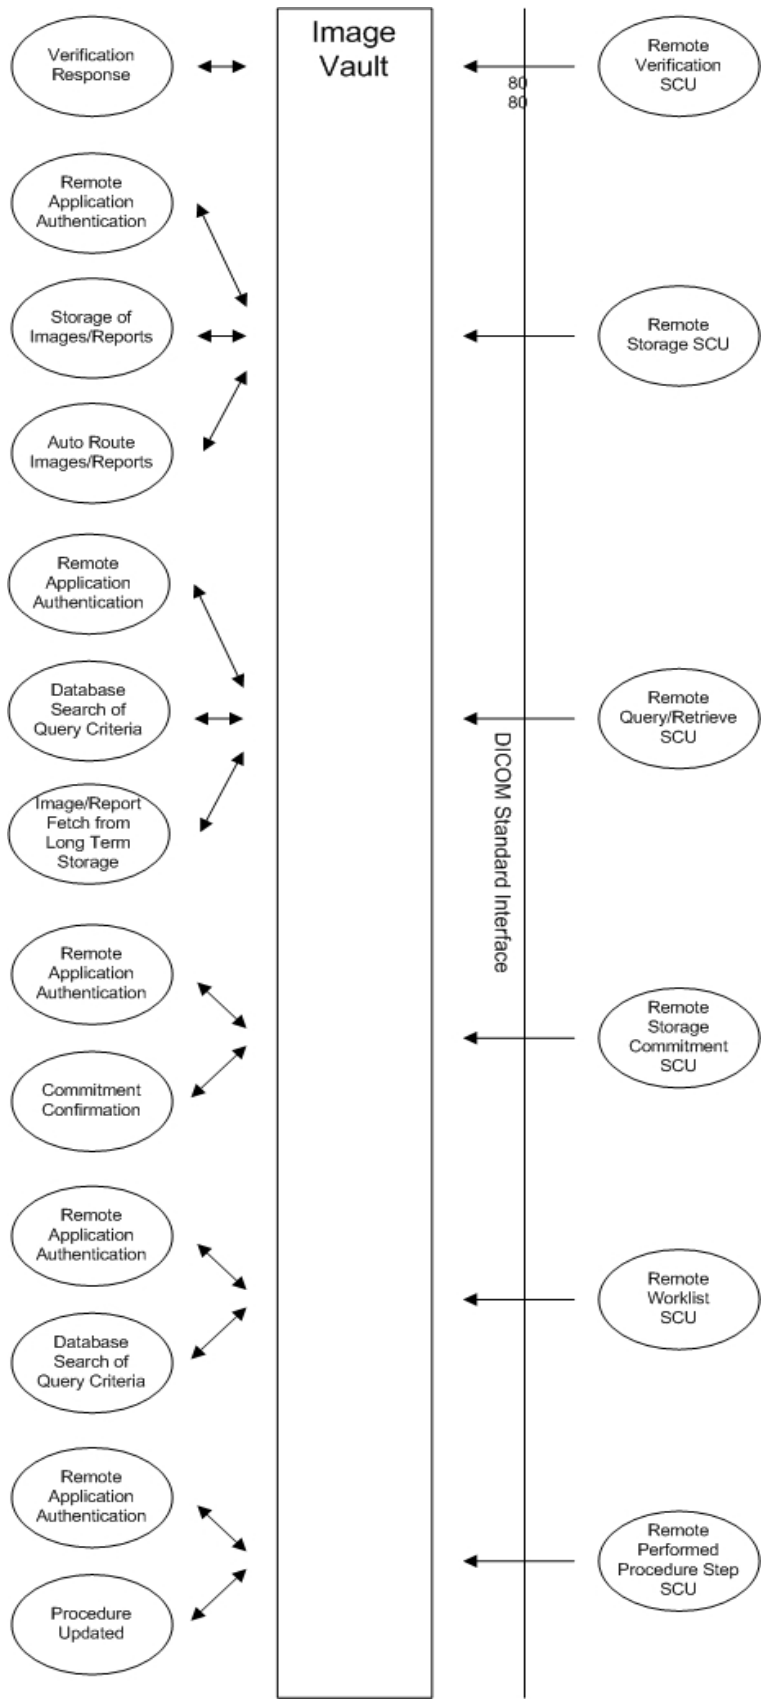 Image
Vault
Verification
Response
Remote
Verification
SCU
80
80
Remote
Application
Authentication
Storage of
Images/Reports
Auto Route
Images/Reports
Remote
Storage SCU
Remote
Application
Authentication
Database
Search of
Query Criteria
Image/Report
Fetch from
Long Term
Storage
Remote
Query/Retrieve
SCU
DICOM Standard Interface
Remote
Application
Authentication
Commitment
Confirmation
Remote
Storage
Commitment
SCU
Remote
Application
Authentication
Database
Search of
Query Criteria
Remote
Worklist
SCU
Remote
Application
Authentication
Procedure
Updated
Remote
Performed
Procedure Step
SCU